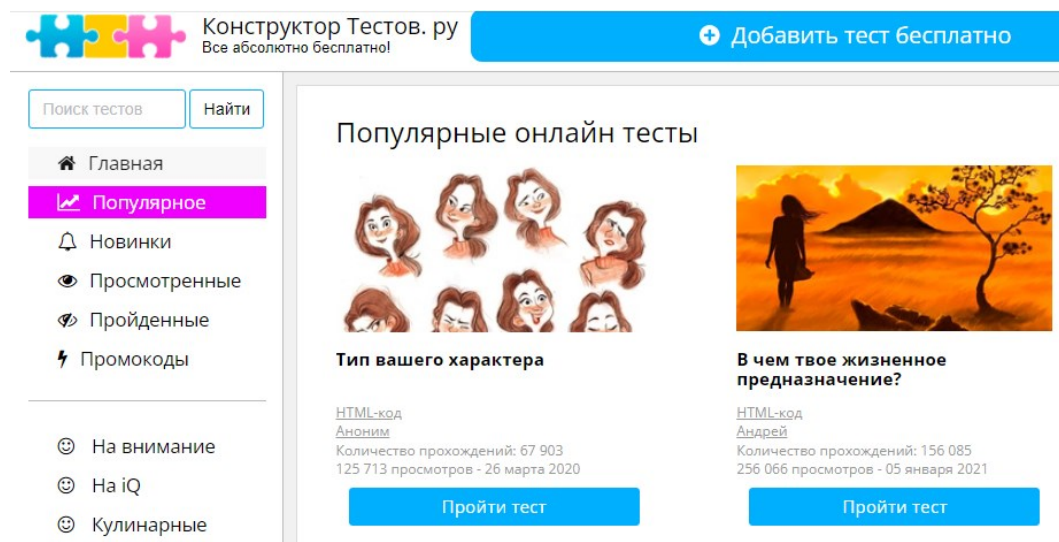 Конструктор Тестов. ру
Все абсолютно бесплатно!
Добавить тест бесплатно
Поиск тестов
Найти
Главная
Популярное
Новинки
Просмотренные
Пройденные
Промокоды
На внимание
На iQ
Кулинарные
Популярные онлайн тесты
Тип вашего характера
HTML-код
Аноним
Количество прохождений: 67 903
125 713 просмотров - 26 марта 2020
Пройти тест
В чем твое жизненное
предназначение?
HTML-код
Андрей
Количество прохождений: 156 085
256 066 просмотров - 05 января 2021
Пройти тест